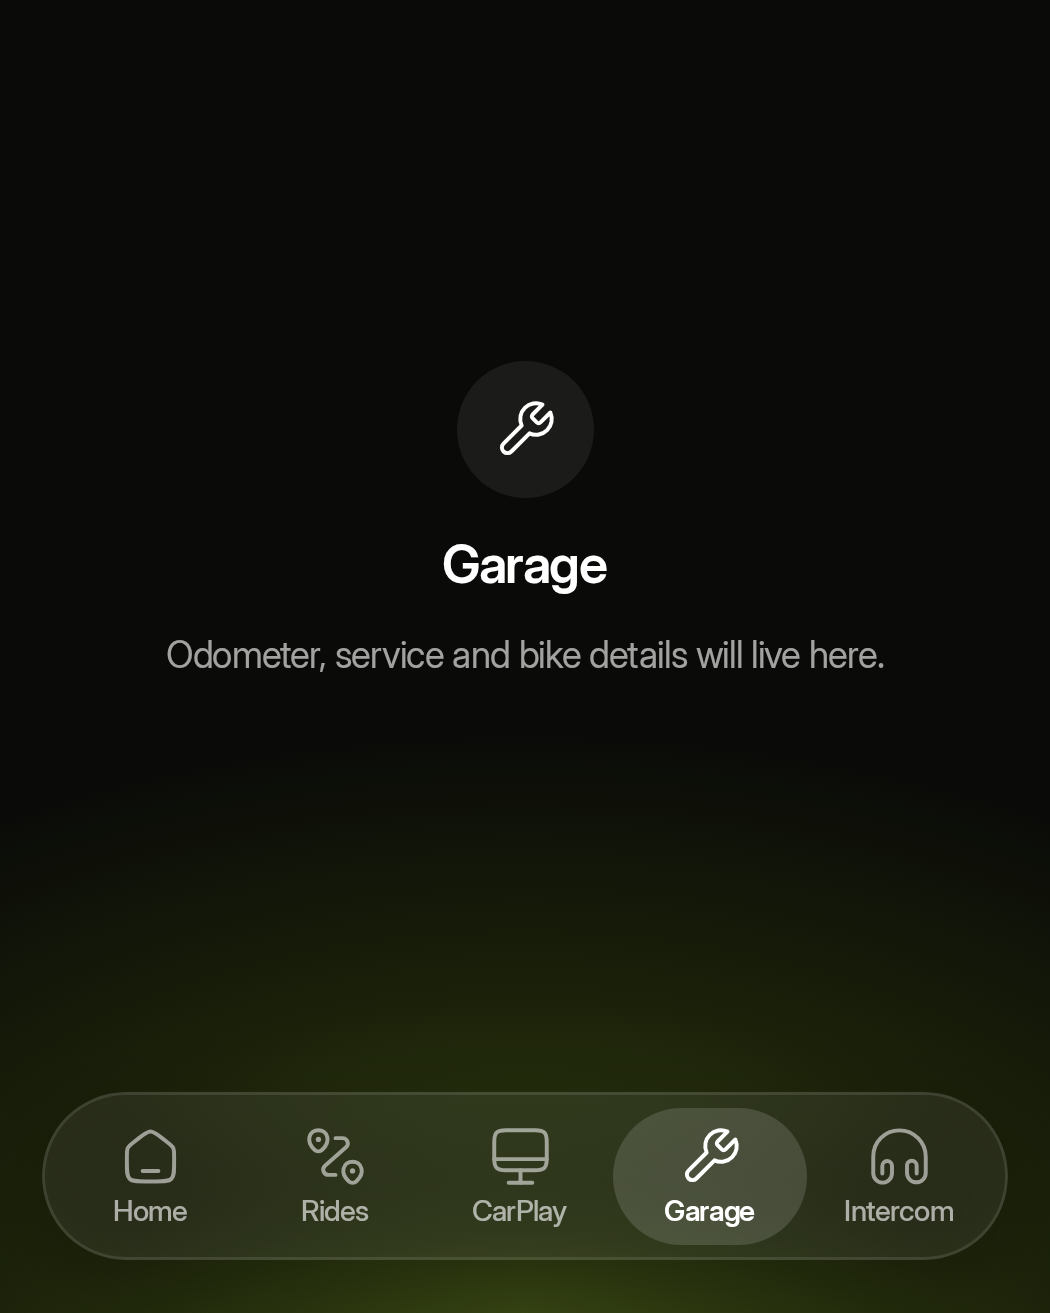 Garage
Odometer, service and bike details will live here.
Home
Rides
CarPlay
Garage
Intercom